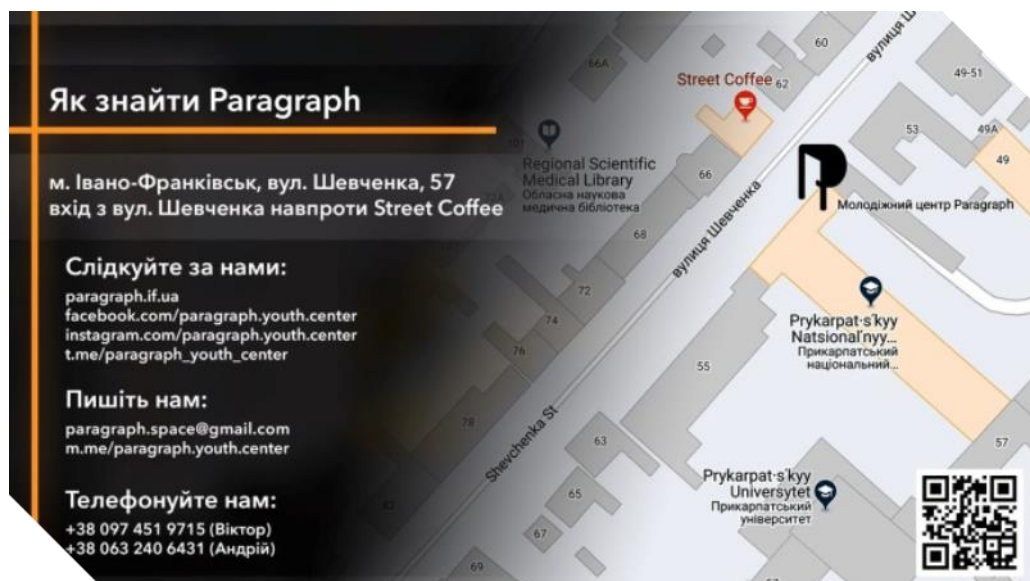 Як знайти Paragraph
м. Івано-Франківськ, вул. Шевченка, 57
вхід з вул. Шевченка навпроти Street Coffee
Слідкуйте за нами:
paragraph.if.ua
facebook.com/paragraph.youth.center
instagram.com/paragraph.youth.center
t.me/paragraph_youth_center
Пишіть нам:
paragraph.space@gmail.com
m.me/paragraph.youth.center
Телефонуйте нам:
+38 097 451 9715 (Віктор)
+38 063 240 6431 (Андрій)
66A
60
Street Coffee
62
49-51
53
49A
49
Regional Scientific
Medical Library
Обласна наукова
медична бібліотека
66
68
вулиця Шевченка
Молодіжний центр Paragraph
72
74
76
78
Prykarpat·s'kyy
Natsional'nyy...
Прикарпатський
національний...
55
57
Shevchenka St
63
65
67
69
Prykarpat·s'kyy
Universytet
Прикарпатський
університет